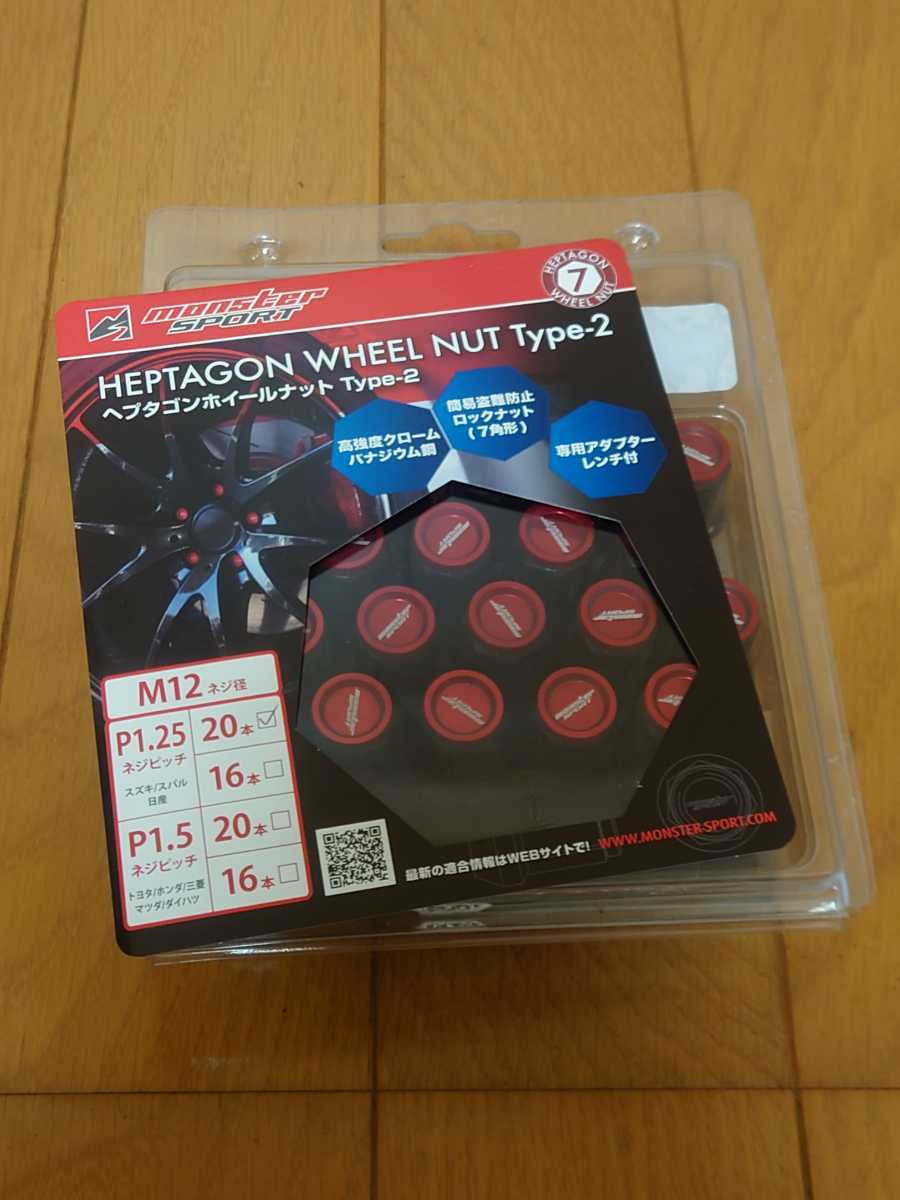 monster
SPORT
HEPTAGON
7
WHEEL NUT
HEPTAGON WHEEL NUT Type-2
ヘプタゴンホイールナット Type-2
高強度クローム
バナジウム鋼
簡易盗難防止
ロックナット
(7角形)
専用アダプター
レンチ付
M12 ネジ径
P1.25
ネジピッチ
スズキ/スバル
日産
20本
16本
P1.5
ネジピッチ
トヨタ/ホンダ/三菱
マツダ/ダイハツ
20本
16本
最新の適合情報はWEBサイトで!
WWW.MONSTER-SPORT.COM